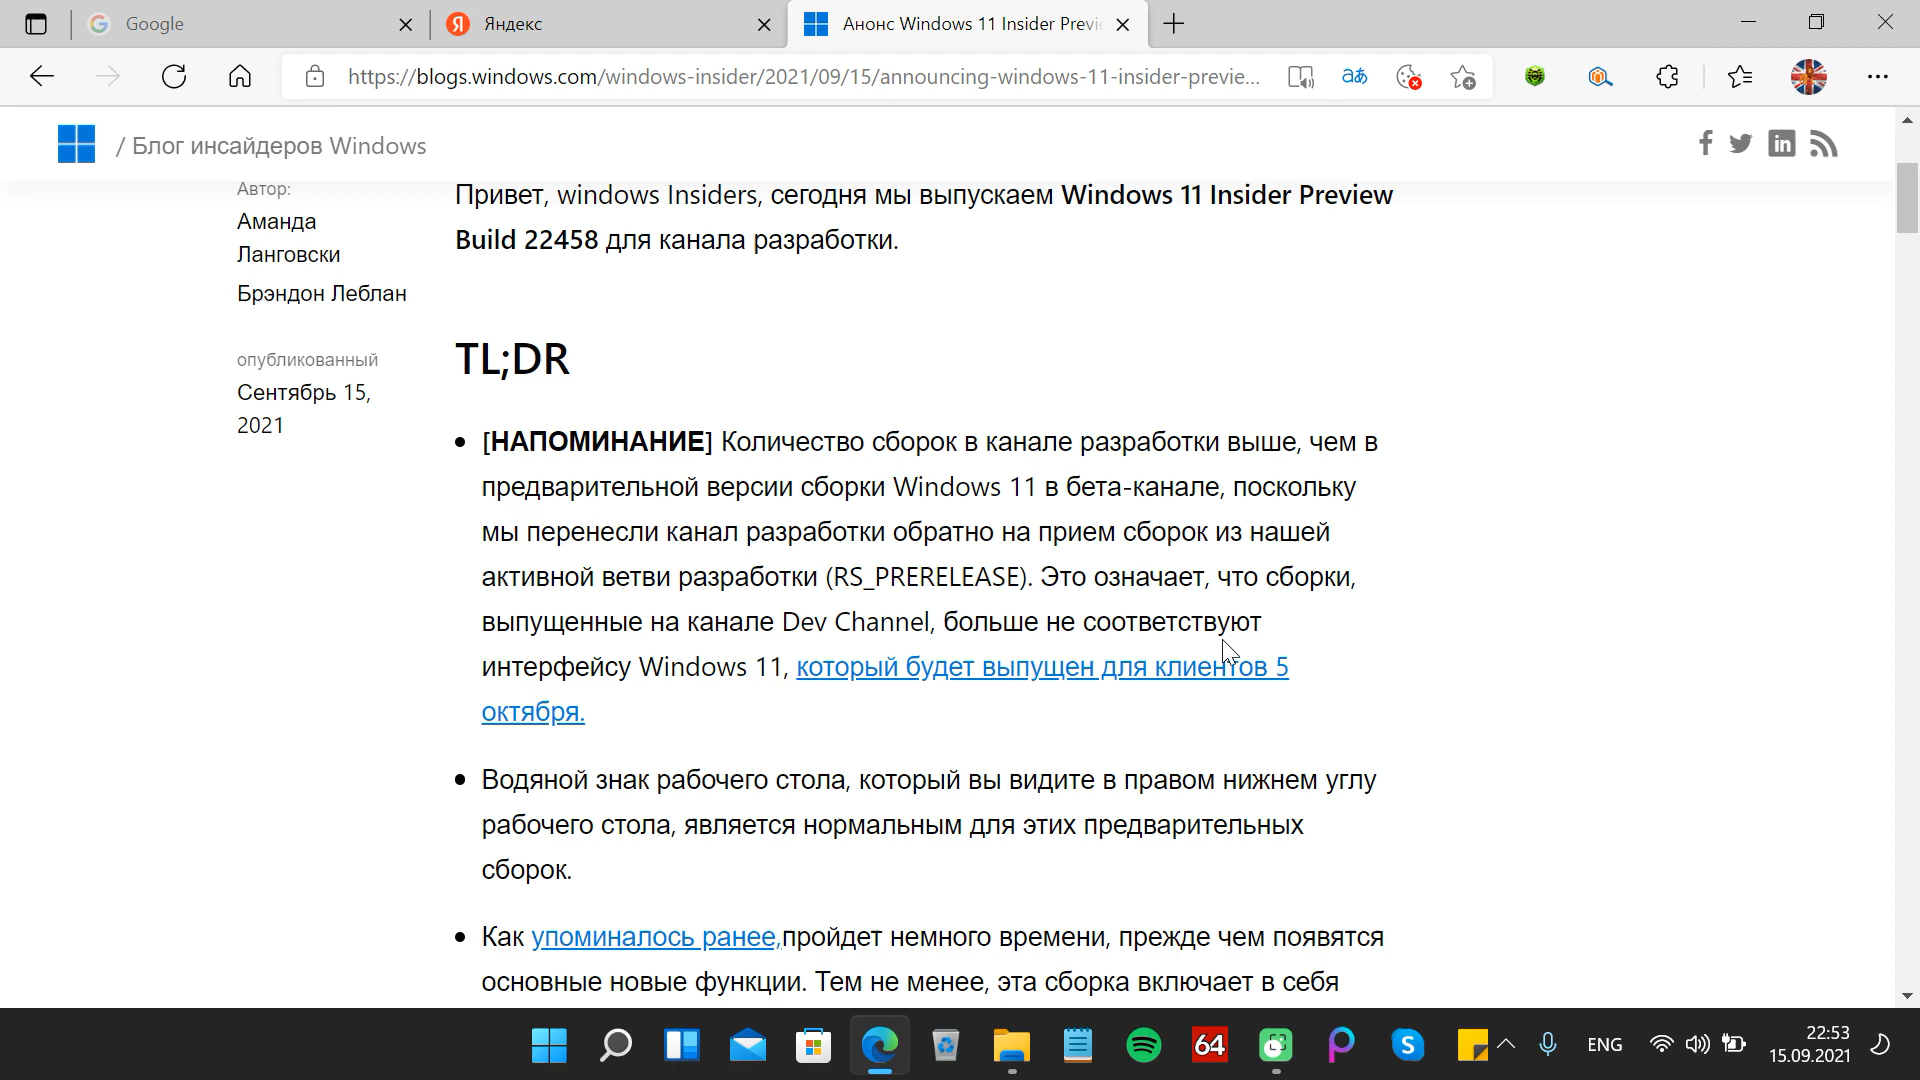 Google
Яндекс
Анонс Windows 11 Insider Previ
https://blogs.windows.com/windows-insider/2021/09/15/announcing-windows-11-insider-previe...
/ Блог инсайдеров Windows
Автор:
Аманда
Ланговски
Брэндон Леблан
опубликованный
Сентябрь 15,
2021
Привет, windows Insiders, сегодня мы выпускаем Windows 11 Insider Preview
Build 22458 для канала разработки.
TL;DR
• [НАПОМИНАНИЕ] Количество сборок в канале разработки выше, чем в
предварительной версии сборки Windows 11 в бета-канале, поскольку
мы перенесли канал разработки обратно на прием сборок из нашей
активной ветви разработки (RS_PRERELEASE). Это означает, что сборки,
выпущенные на канале Dev Channel, больше не соответствуют
интерфейсу Windows 11, который будет выпущен для клиентов 5
октября.
• Водяной знак рабочего стола, который вы видите в правом нижнем углу
рабочего стола, является нормальным для этих предварительных
сборок.
• Как упоминалось ранее,пройдет немного времени, прежде чем появятся
основные новые функции. Тем не менее, эта сборка включает в себя
64
ENG
22:53
15.09.2021